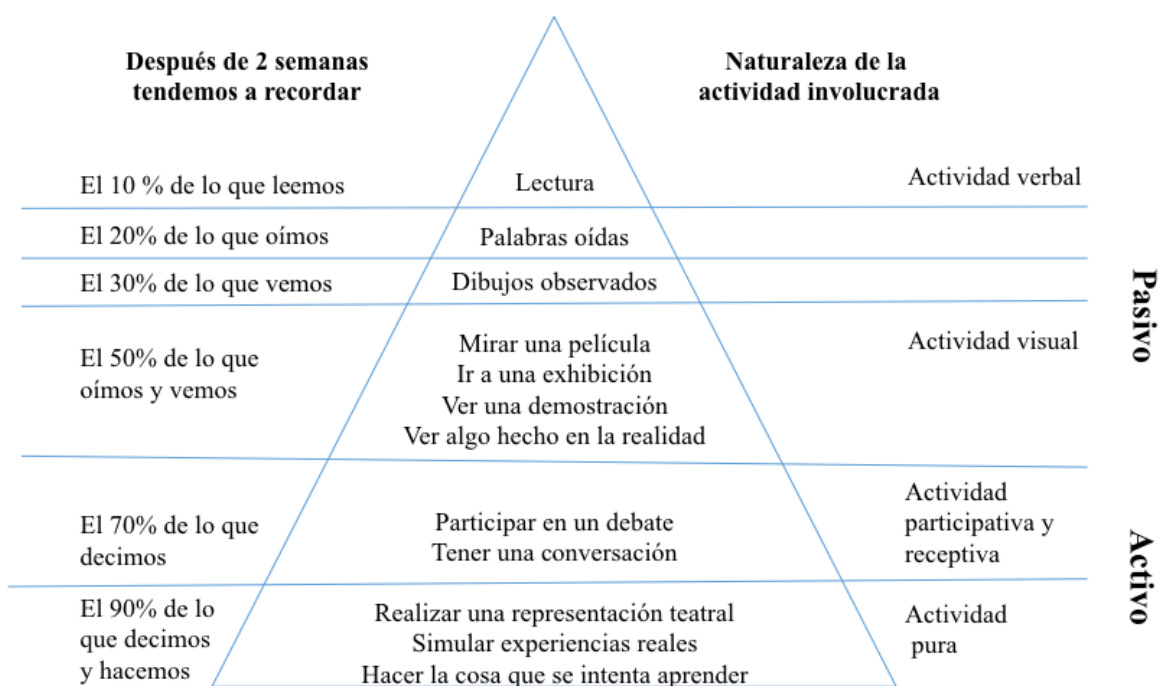 Después de 2 semanas
tendemos a recordar
Naturaleza de la
actividad involucrada
El 10 % de lo que leemos
Lectura
Actividad verbal
El 20% de lo que oímos
Palabras oídas
El 30% de lo que vemos
Dibujos observados
Pasivo
El 50% de lo que
oímos y vemos
Mirar una película
Ir a una exhibición
Ver una demostración
Ver algo hecho en la realidad
Actividad visual
El 70% de lo que
decimos
Participar en un debate
Tener una conversación
Actividad
participativa y
receptiva
Activo
El 90% de lo
que decimos
y hacemos
Realizar una representación teatral
Simular experiencias reales
Hacer la cosa que se intenta aprender
Actividad
pura